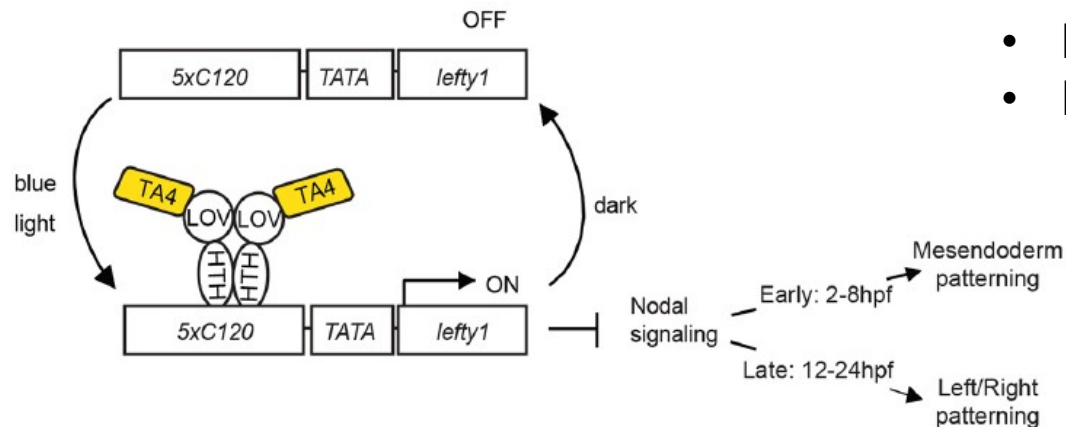 OFF
5xC120 TATA lefty1
blue
light
TA4 TA4
LOV LOV
HTH HTH
dark
ON
5xC120 TATA lefty1
Nodal
signaling
Early: 2-8hpf
Mesendoderm
patterning
Late: 12-24hpf
Left/Right
patterning